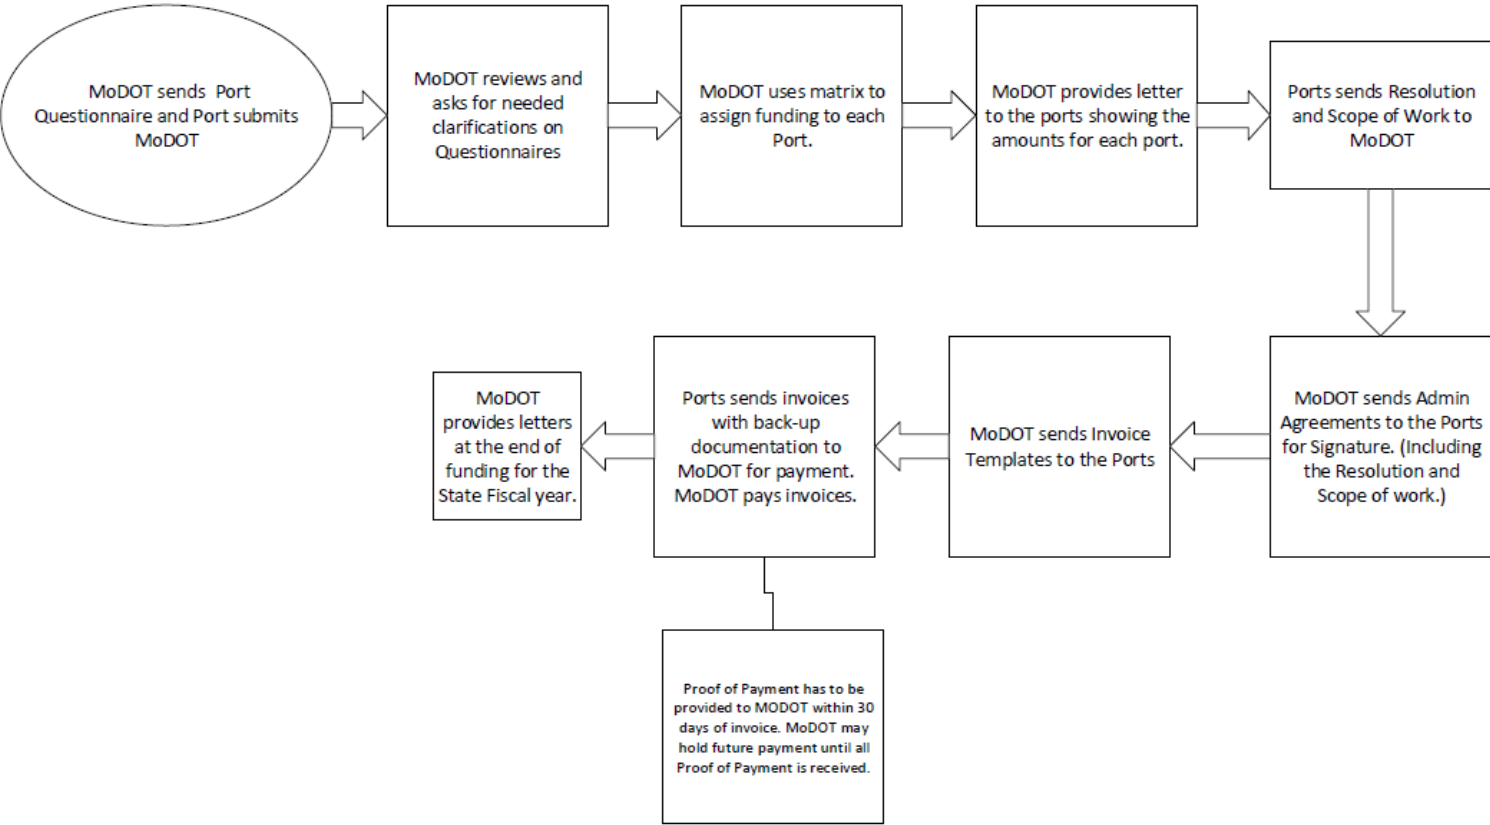 MoDOT sends Port
Questionnaire and Port submits
MoDOT
MoDOT reviews and
asks for needed
clarifications on
Questionnaires
MoDOT uses matrix to
assign funding to each
Port.
MoDOT provides letter
to the ports showing the
amounts for each port.
Ports sends Resolution
and Scope of Work to
MoDOT
MoDOT sends Admin
Agreements to the Ports
for Signature. (Including
the Resolution and
Scope of work.)
MoDOT sends Invoice
Templates to the Ports
Ports sends invoices
with back-up
documentation to
MoDOT for payment.
MoDOT pays invoices.
MoDOT
provides letters
at the end of
funding for the
State Fiscal year.
Proof of Payment has to be
provided to MODOT within 30
days of invoice. MoDOT may
hold future payment until all
Proof of Payment is received.